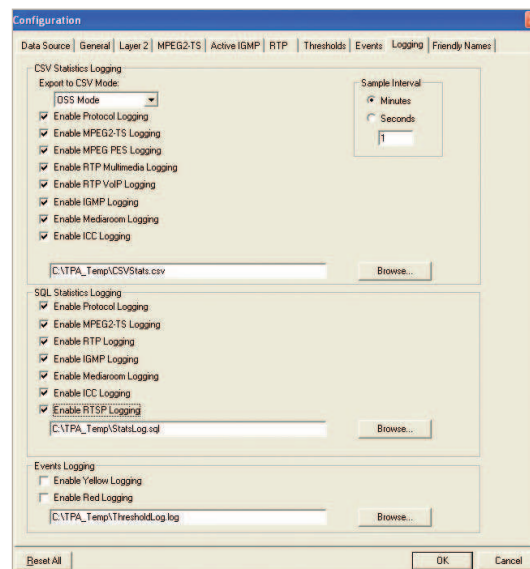 Configuration
Data Source | General | Layer 2 | MPEG2-TS | Active IGMP | RTP | Thresholds | Events | Logging | Friendly Names
CSV Statistics Logging
Export to CSV Mode:
OSS Mode
Enable Protocol Logging
Enable MPEG2-TS Logging
Enable MPEG PES Logging
Enable RTP Multimedia Logging
Enable RTP VoIP Logging
Enable IGMP Logging
Enable Mediaroom Logging
Enable ICC Logging
Sample Interval
Minutes
Seconds
1
C:\TPA_Temp\CSVStats.csv Browse...
SQL Statistics Logging
Enable Protocol Logging
Enable MPEG2-TS Logging
Enable RTP Logging
Enable IGMP Logging
Enable Mediaroom Logging
Enable ICC Logging
Enable RTSP Logging
C:\TPA_Temp\StatsLog.sql Browse...
Events Logging
Enable Yellow Logging
Enable Red Logging
C:\TPA_Temp\ThresholdLog.log Browse...
Reset All OK Cancel